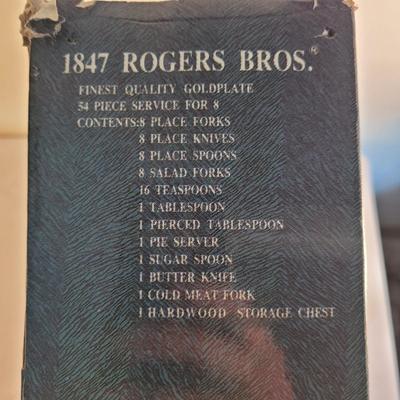 1847 ROGERS BROS.®
FINEST QUALITY GOLDPLATE
54 PIECE SERVICE FOR 8
CONTENTS:8 PLACE FORKS
8 PLACE KNIVES
8 PLACE SPOONS
8 SALAD FORKS
16 TEASPOONS
1 TABLESPOON
1 PIERCED TABLESPOON
1 PIE SERVER
1 SUGAR SPOON
1 BUTTER KNIFE
1 COLD MEAT FORK
1 HARDWOOD STORAGE CHEST